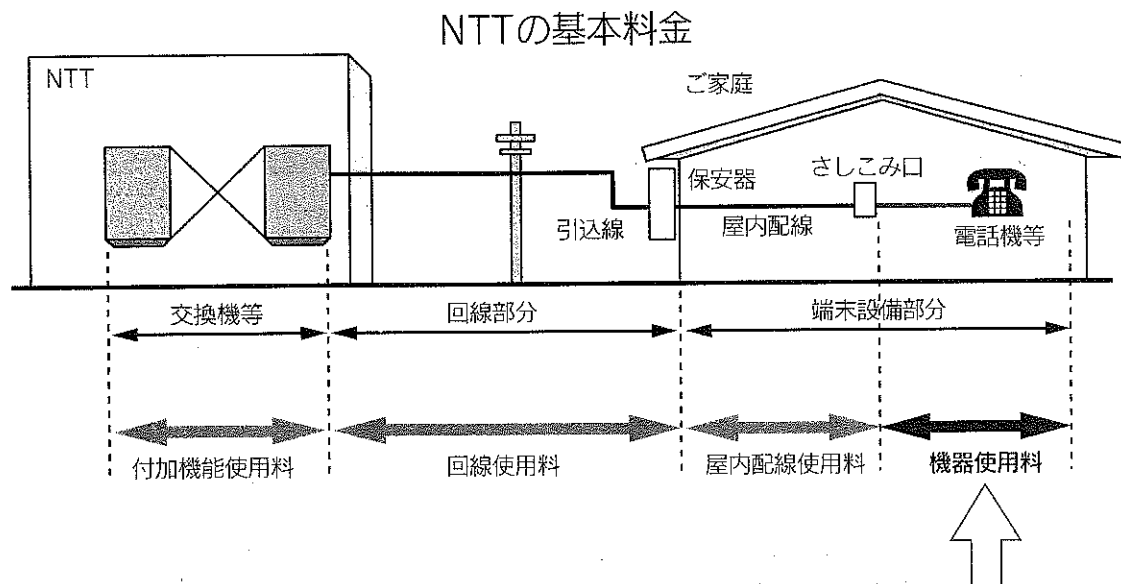 NTTの基本料金
NTT
ご家庭
保安器
さしこみ口
引込線
屋内配線
電話機等
交換機等
回線部分
端末設備部分
付加機能使用料
回線使用料
屋内配線使用料
機器使用料